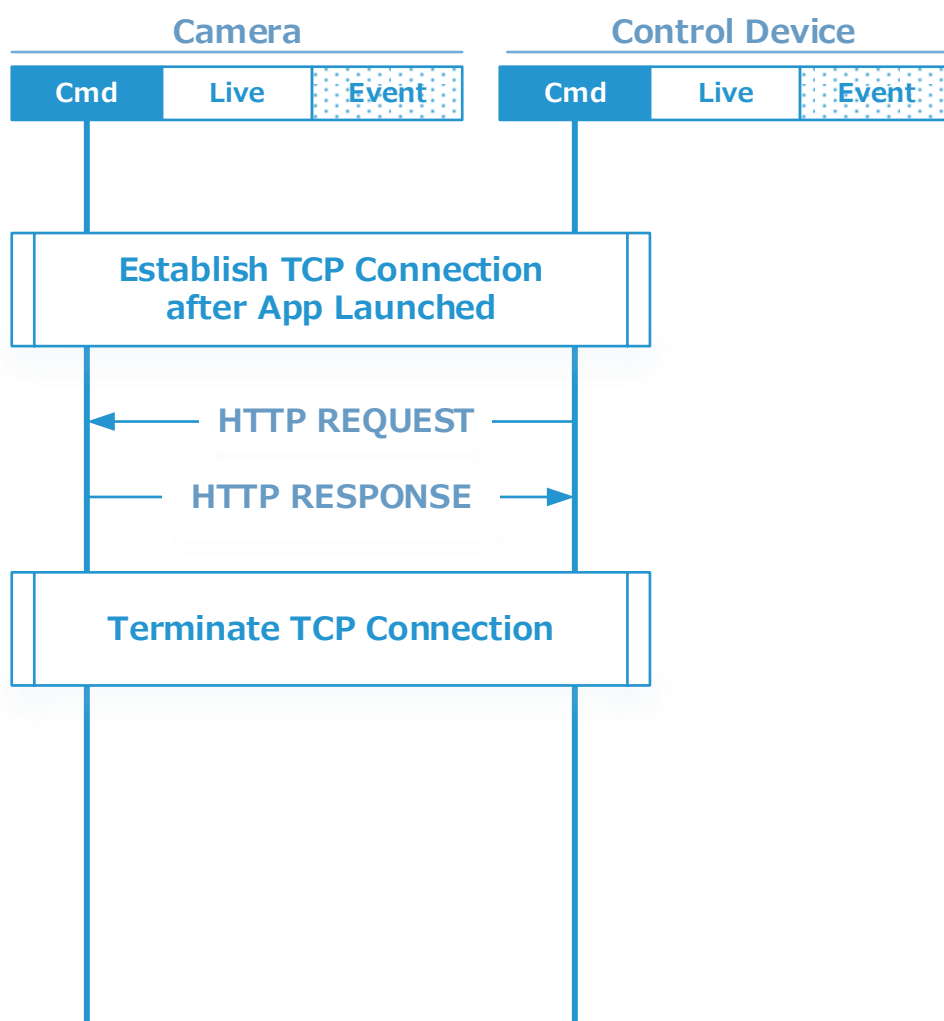 Camera
Control Device
Cmd Live Event
Cmd Live Event
Establish TCP Connection
after App Launched
HTTP REQUEST
HTTP RESPONSE
Terminate TCP Connection